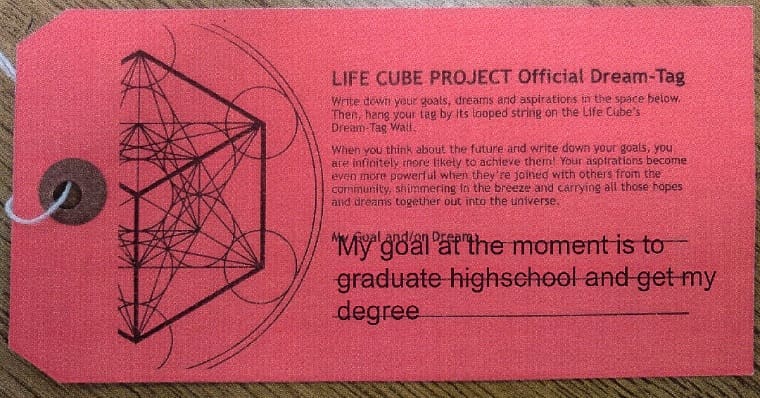 LIFE CUBE PROJECT Official Dream-Tag
Write down your goals, dreams and aspirations in the space below.
Then, hang your tag by its looped string on the Life Cube's
Dream-Tag Wall.
When you think about the future and write down your goals, you
are infinitely more likely to achieve them! Your aspirations become
even more powerful when they're joined with others from the
community, shimmering in the breeze and carrying all those hopes
and dreams together out into the universe.
My Goal and/or Dream:
My goal at the moment is to
graduate highschool and get my
degree